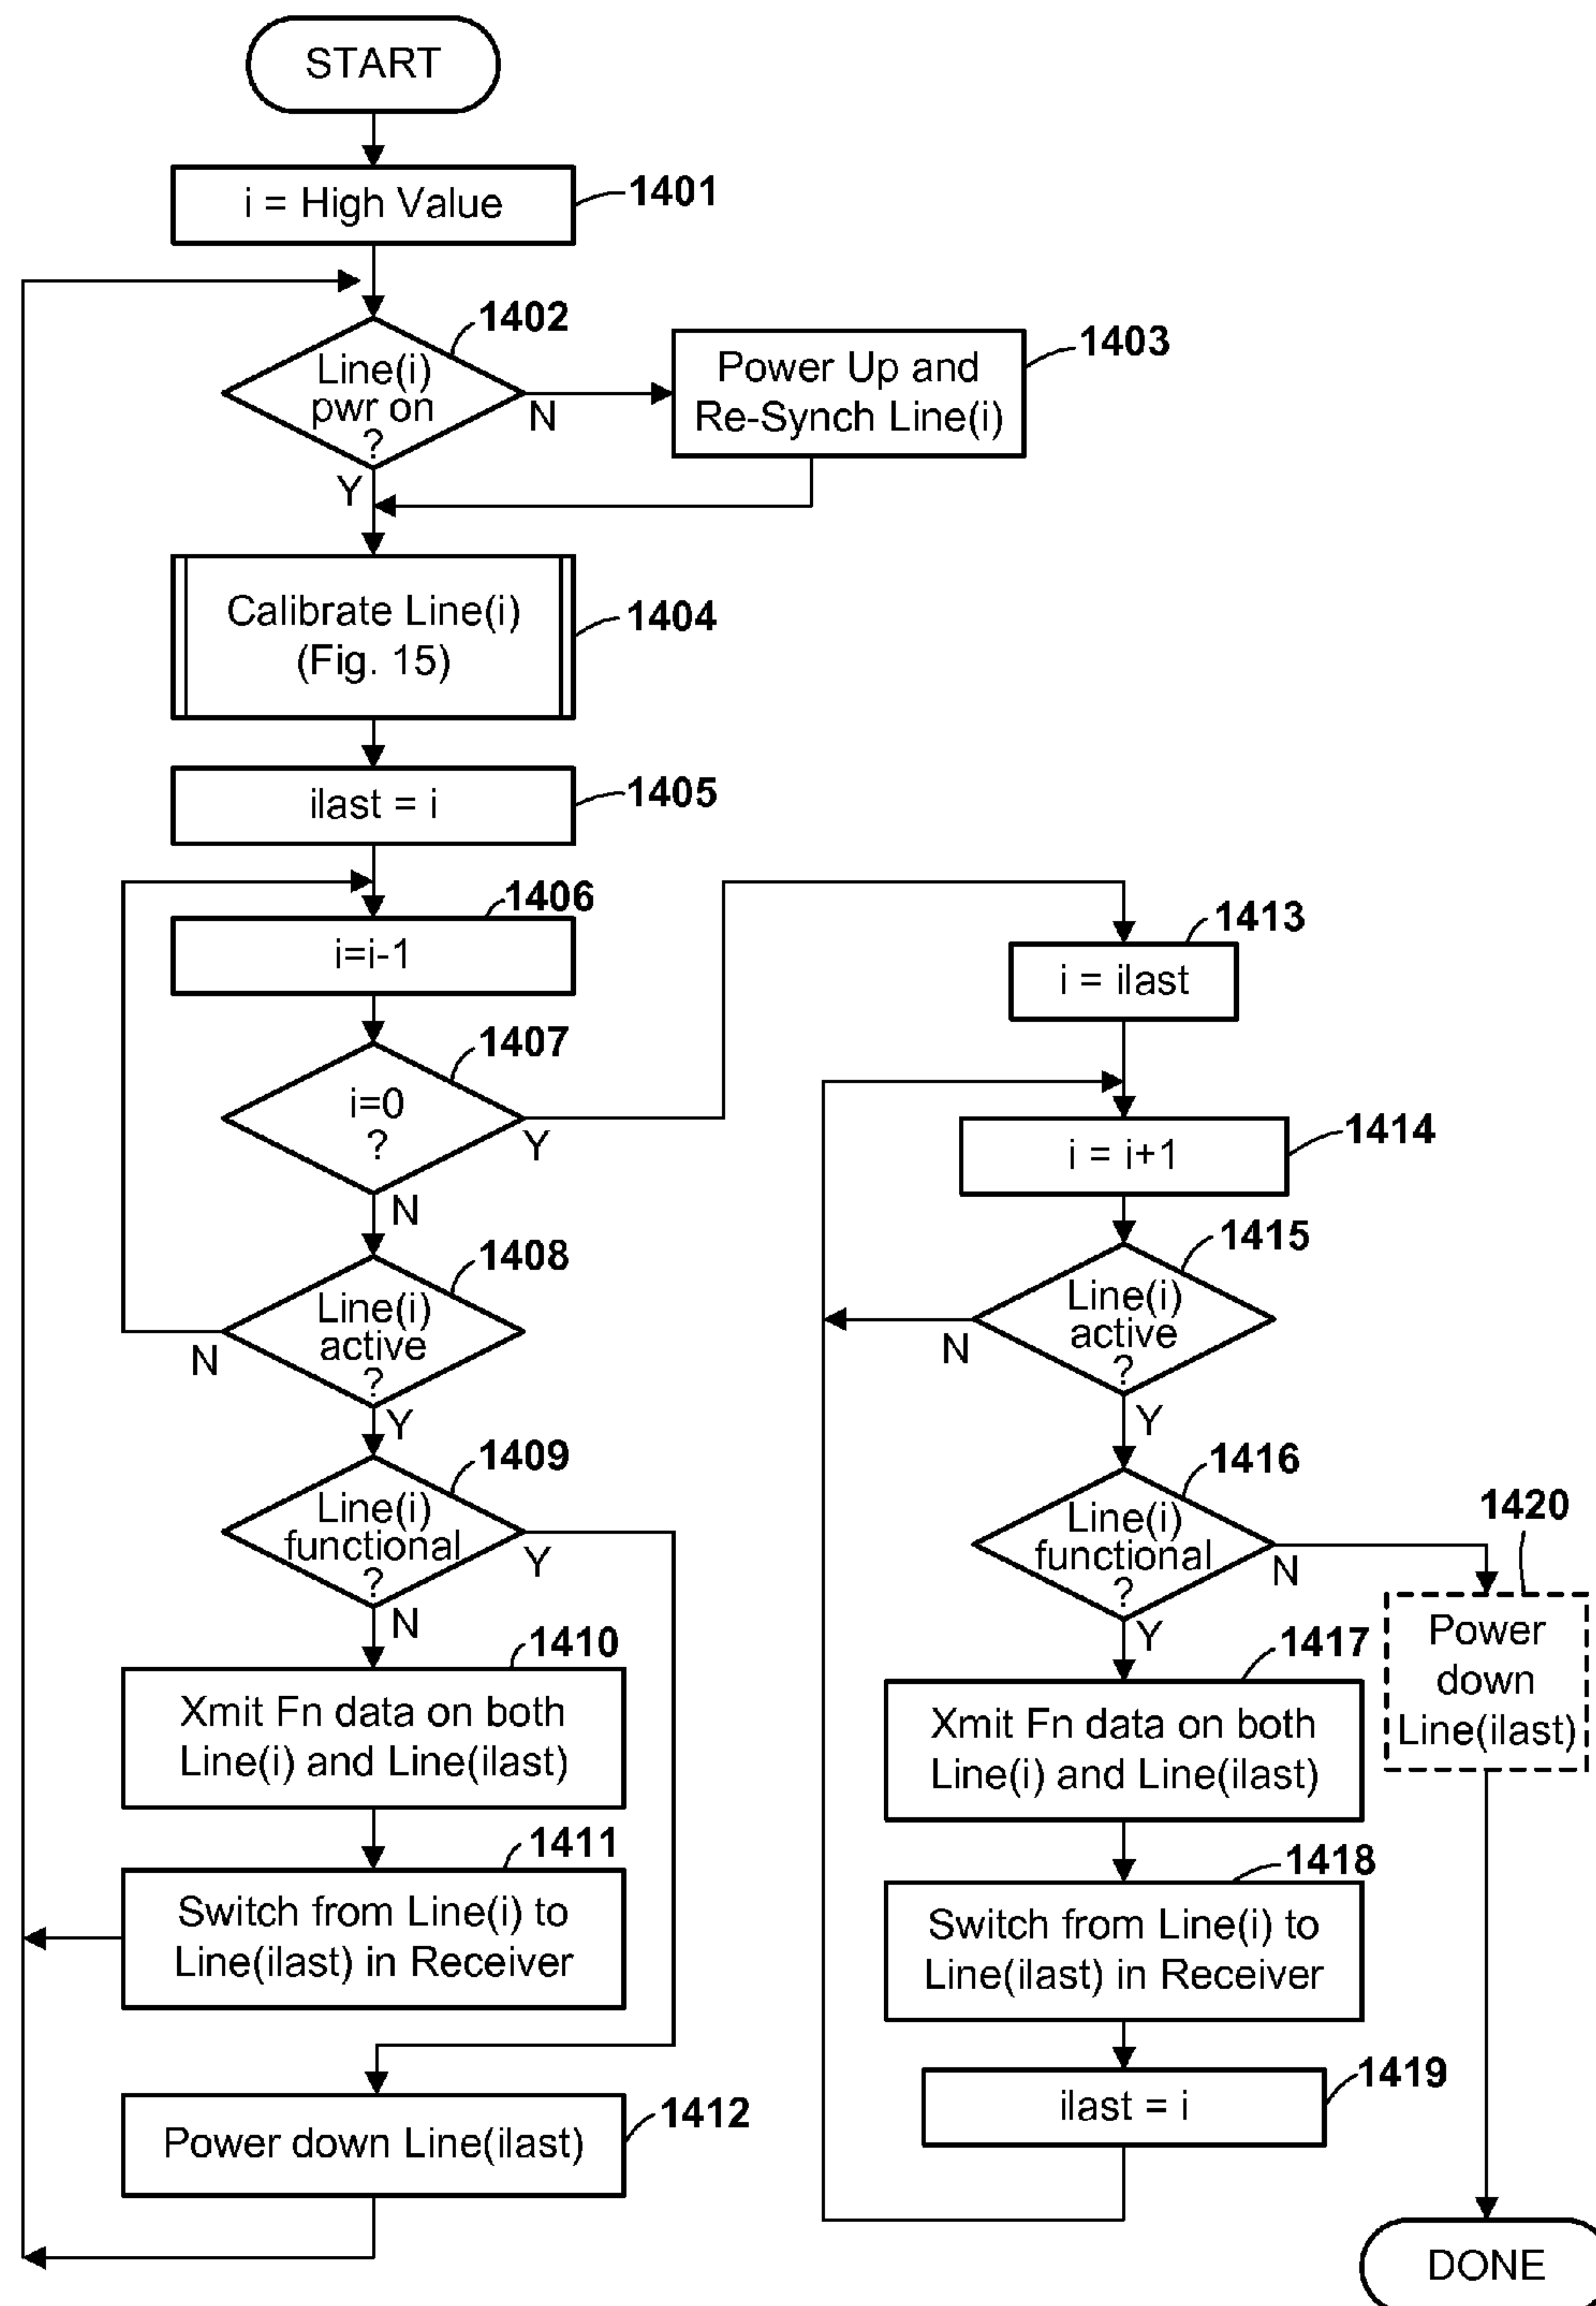 START
i = High Value
1401
1402
Line(i)
pwr on
?
N
Y
1403
Power Up and
Re-Synch Line(i)
Calibrate Line(i)
(Fig. 15)
1404
ilast = i
1405
1406
i=i-1
1407
i=0
?
Y
N
1408
Line(i)
active
?
N
Y
1409
Line(i)
functional
?
Y
N
1410
Xmit Fn data on both
Line(i) and Line(ilast)
1411
Switch from Line(i) to
Line(ilast) in Receiver
1412
Power down Line(ilast)
1413
i = ilast
1414
i = i+1
1415
Line(i)
active
?
N
Y
1416
Line(i)
functional
?
N
Y
1417
Xmit Fn data on both
Line(i) and Line(ilast)
1418
Switch from Line(i) to
Line(ilast) in Receiver
1419
ilast = i
1420
Power
down
Line(ilast)
DONE